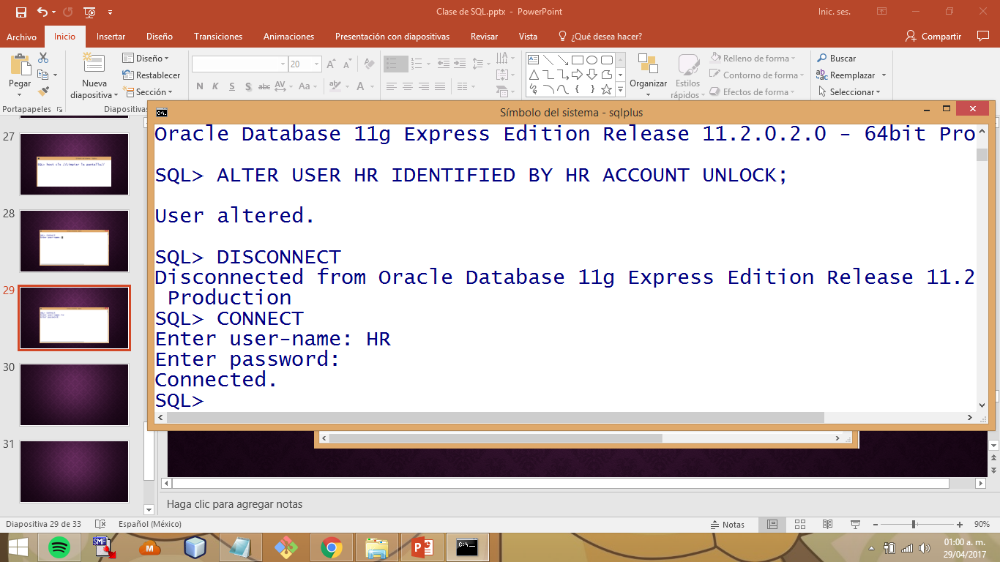 Clase de SQL.pptx - PowerPoint
Inic. ses.
Archivo Inicio Insertar Diseño Transiciones Animaciones Presentación con diapositivas Revisar Vista ¿Qué desea hacer? Compartir
Pegar
Portapapeles
Nueva
diapositiva
Diseño
Restablecer
Sección
Diapositivas
20
N K S S abc AV Aa
A
Organizar
Estilos
rápidos
Relleno de forma
Contorno de forma
Efectos de forma
Buscar
Reemplazar
Seleccionar
Símbolo del sistema - sqlplus
Oracle Database 11g Express Edition Release 11.2.0.2.0 - 64bit Pro
SQL> ALTER USER HR IDENTIFIED BY HR ACCOUNT UNLOCK;
User altered.
SQL> DISCONNECT
Disconnected from Oracle Database 11g Express Edition Release 11.2
Production
SQL> CONNECT
Enter user-name: HR
Enter password:
Connected.
SQL>
27
SQL> host cls //Limpiar la pantalla//
28
SQL> CONNECT
Enter user-name:
29
SQL> CONNECT
Enter user-name: hr
Enter password:
30
31
Haga clic para agregar notas
Diapositiva 29 de 33 Español (México) Notas 90%
SMF
01:00 a. m.
29/04/2017